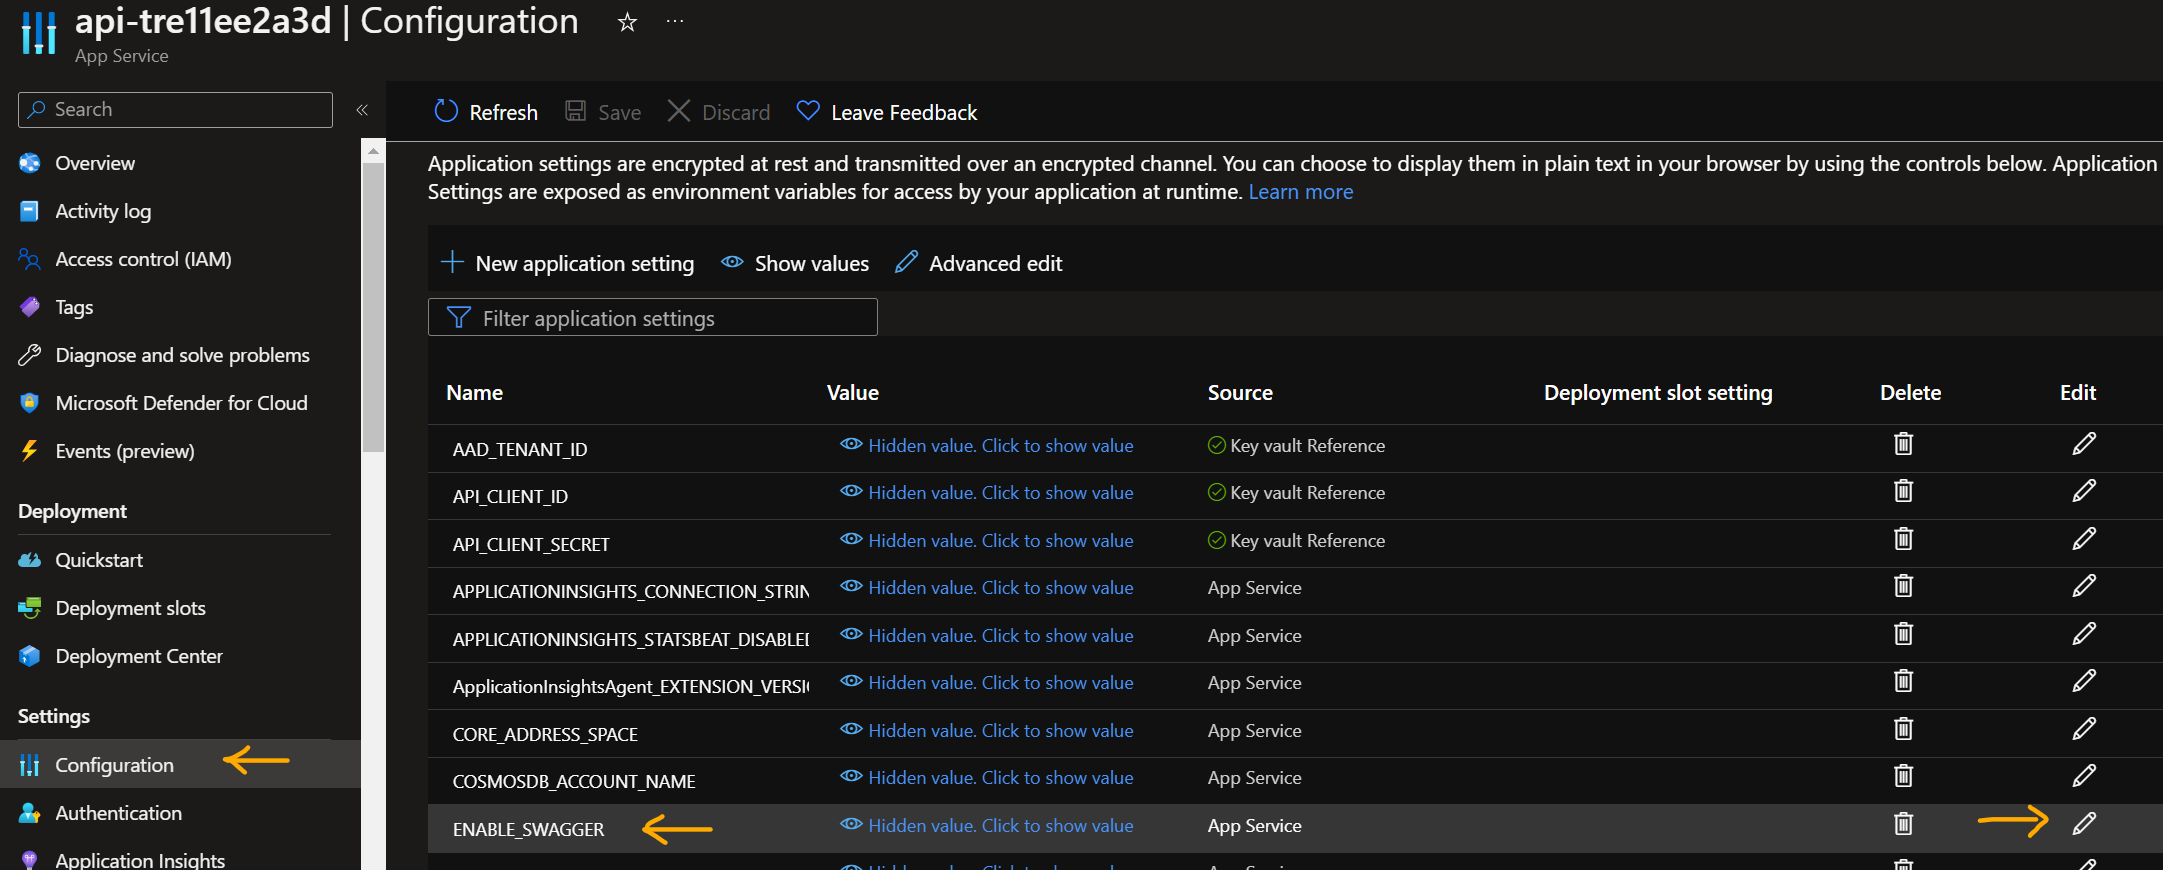 api-tre11ee2a3d | Configuration ☆ ...
App Service
Search
«
Overview
Activity log
Access control (IAM)
Tags
Diagnose and solve problems
Microsoft Defender for Cloud
Events (preview)
Deployment
Quickstart
Deployment slots
Deployment Center
Settings
Configuration
Authentication
Application Insights
Refresh Save Discard Leave Feedback
Application settings are encrypted at rest and transmitted over an encrypted channel. You can choose to display them in plain text in your browser by using the controls below. Application
Settings are exposed as environment variables for access by your application at runtime. Learn more
New application setting Show values Advanced edit
Filter application settings
Name Value Source Deployment slot setting Delete Edit
AAD_TENANT_ID Hidden value. Click to show value Key vault Reference
API_CLIENT_ID Hidden value. Click to show value Key vault Reference
API_CLIENT_SECRET Hidden value. Click to show value Key vault Reference
APPLICATIONINSIGHTS_CONNECTION_STRIN Hidden value. Click to show value App Service
APPLICATIONINSIGHTS_STATSBEAT_DISABLED Hidden value. Click to show value App Service
ApplicationInsightsAgent_EXTENSION_VERSI Hidden value. Click to show value App Service
CORE_ADDRESS_SPACE Hidden value. Click to show value App Service
COSMOSDB_ACCOUNT_NAME Hidden value. Click to show value App Service
ENABLE_SWAGGER Hidden value. Click to show value App Service